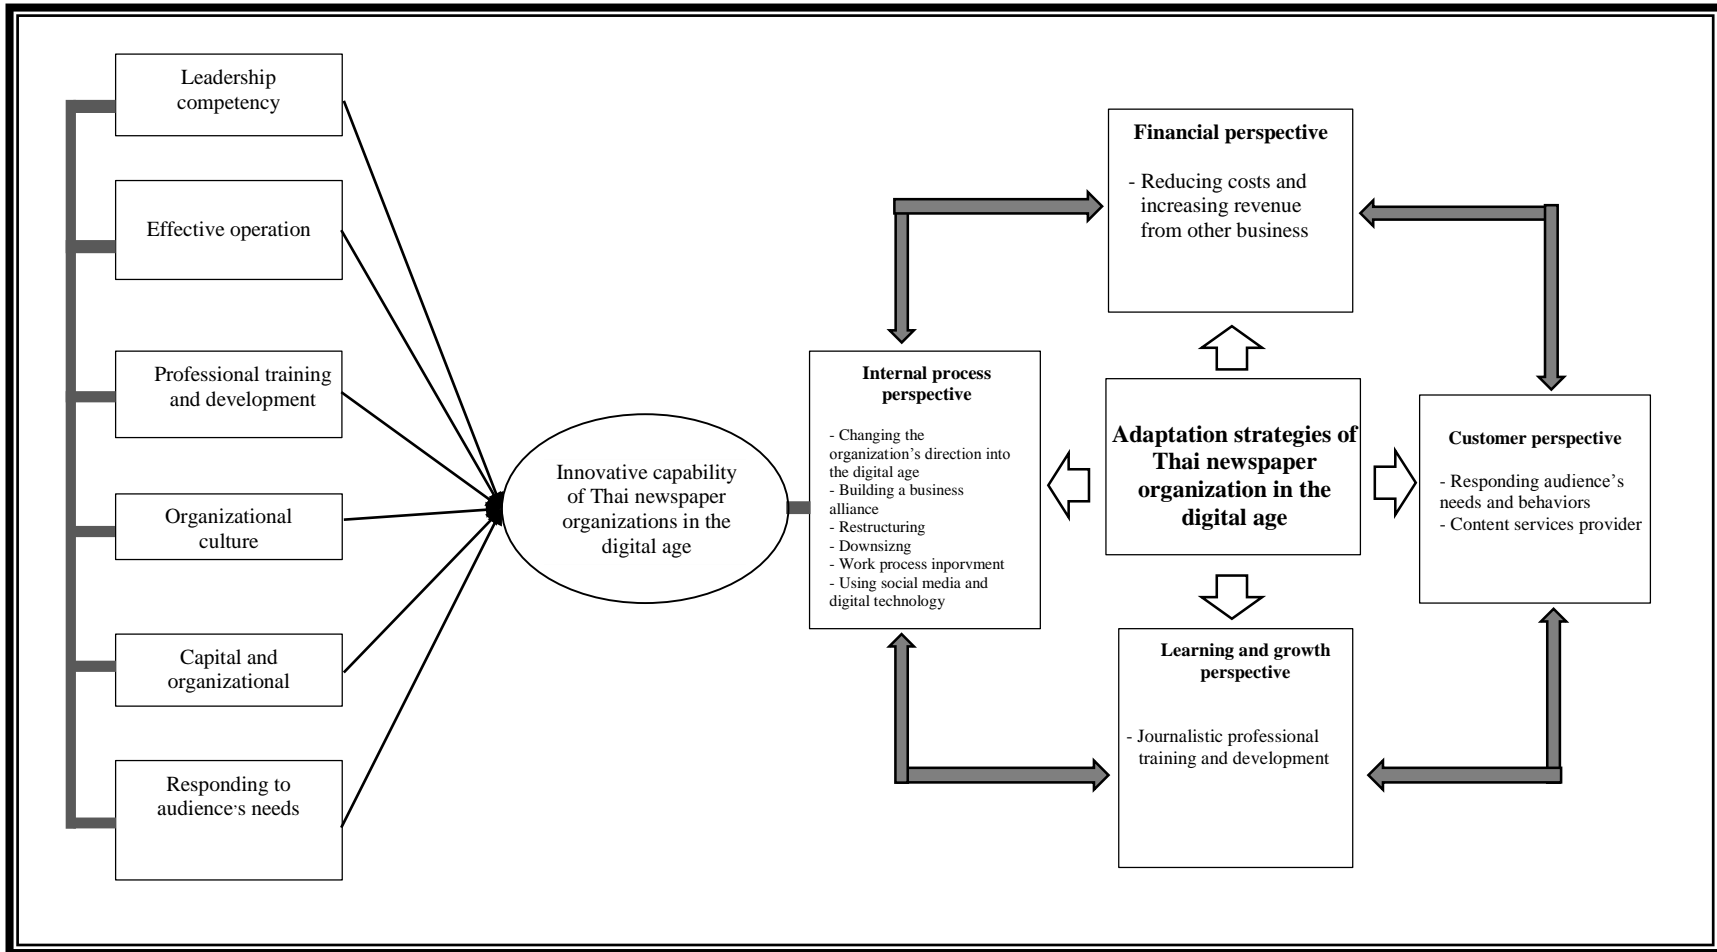 Leadership
competency
Effective operation
Professional training
and development
Organizational
culture
Capital and
organizational
Responding to
audience's needs
Innovative capability
of Thai newspaper
organizations in the
digital age
Internal process
perspective
- Changing the
organization's direction into
the digital age
- Building a business
alliance
- Restructuring
- Downsizng
- Work process inporvment
- Using social media and
digital technology
Financial perspective
- Reducing costs and
increasing revenue
from other business
Adaptation strategies of
Thai newspaper
organization in the
digital age
Customer perspective
- Responding audience's
needs and behaviors
- Content services provider
Learning and growth
perspective
- Journalistic professional
training and development